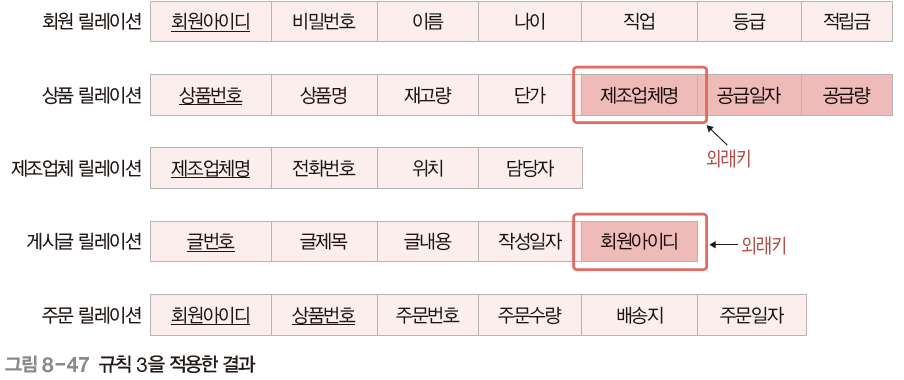 회원 릴레이션 회원아이디 비밀번호 이름 나이 직업 등급 적립금
상품 릴레이션 상품번호 상품명 재고량 단가 제조업체명 공급일자 공급량
외래키
제조업체 릴레이션 제조업체명 전화번호 위치 담당자
게시글 릴레이션 글번호 글제목 글내용 작성일자 회원아이디 외래키
주문 릴레이션 회원아이디 상품번호 주문번호 주문수량 배송지 주문일자
그림 8-47 규칙 3을 적용한 결과